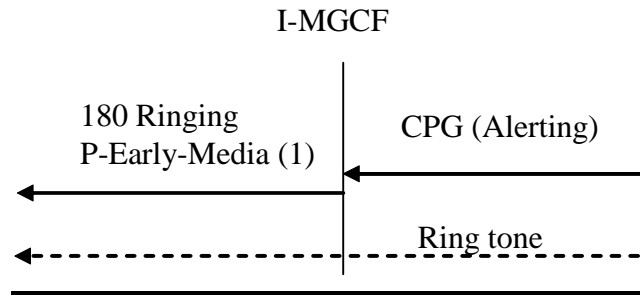 I-MGCF
180 Ringing
P-Early-Media (1)
CPG (Alerting)
Ring tone